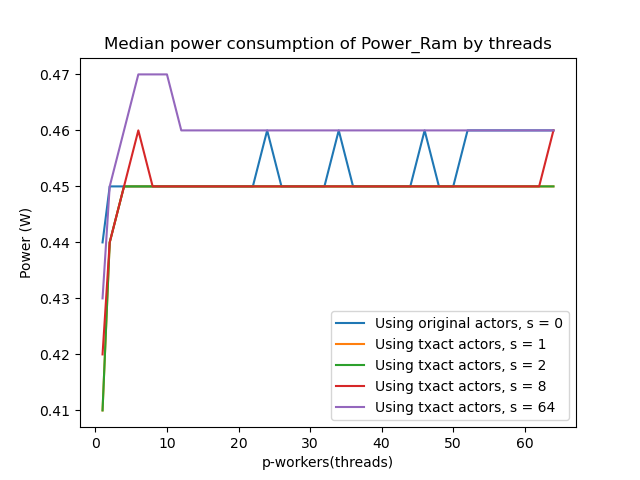 Median power consumption of Power_Ram by threads
0.47
0.46
0.45
0.44
0.43
0.42
0.41
Power (W)
Using original actors, s = 0
Using txact actors, s = 1
Using txact actors, s = 2
Using txact actors, s = 8
Using txact actors, s = 64
0 10 20 30 40 50 60
p-workers(threads)